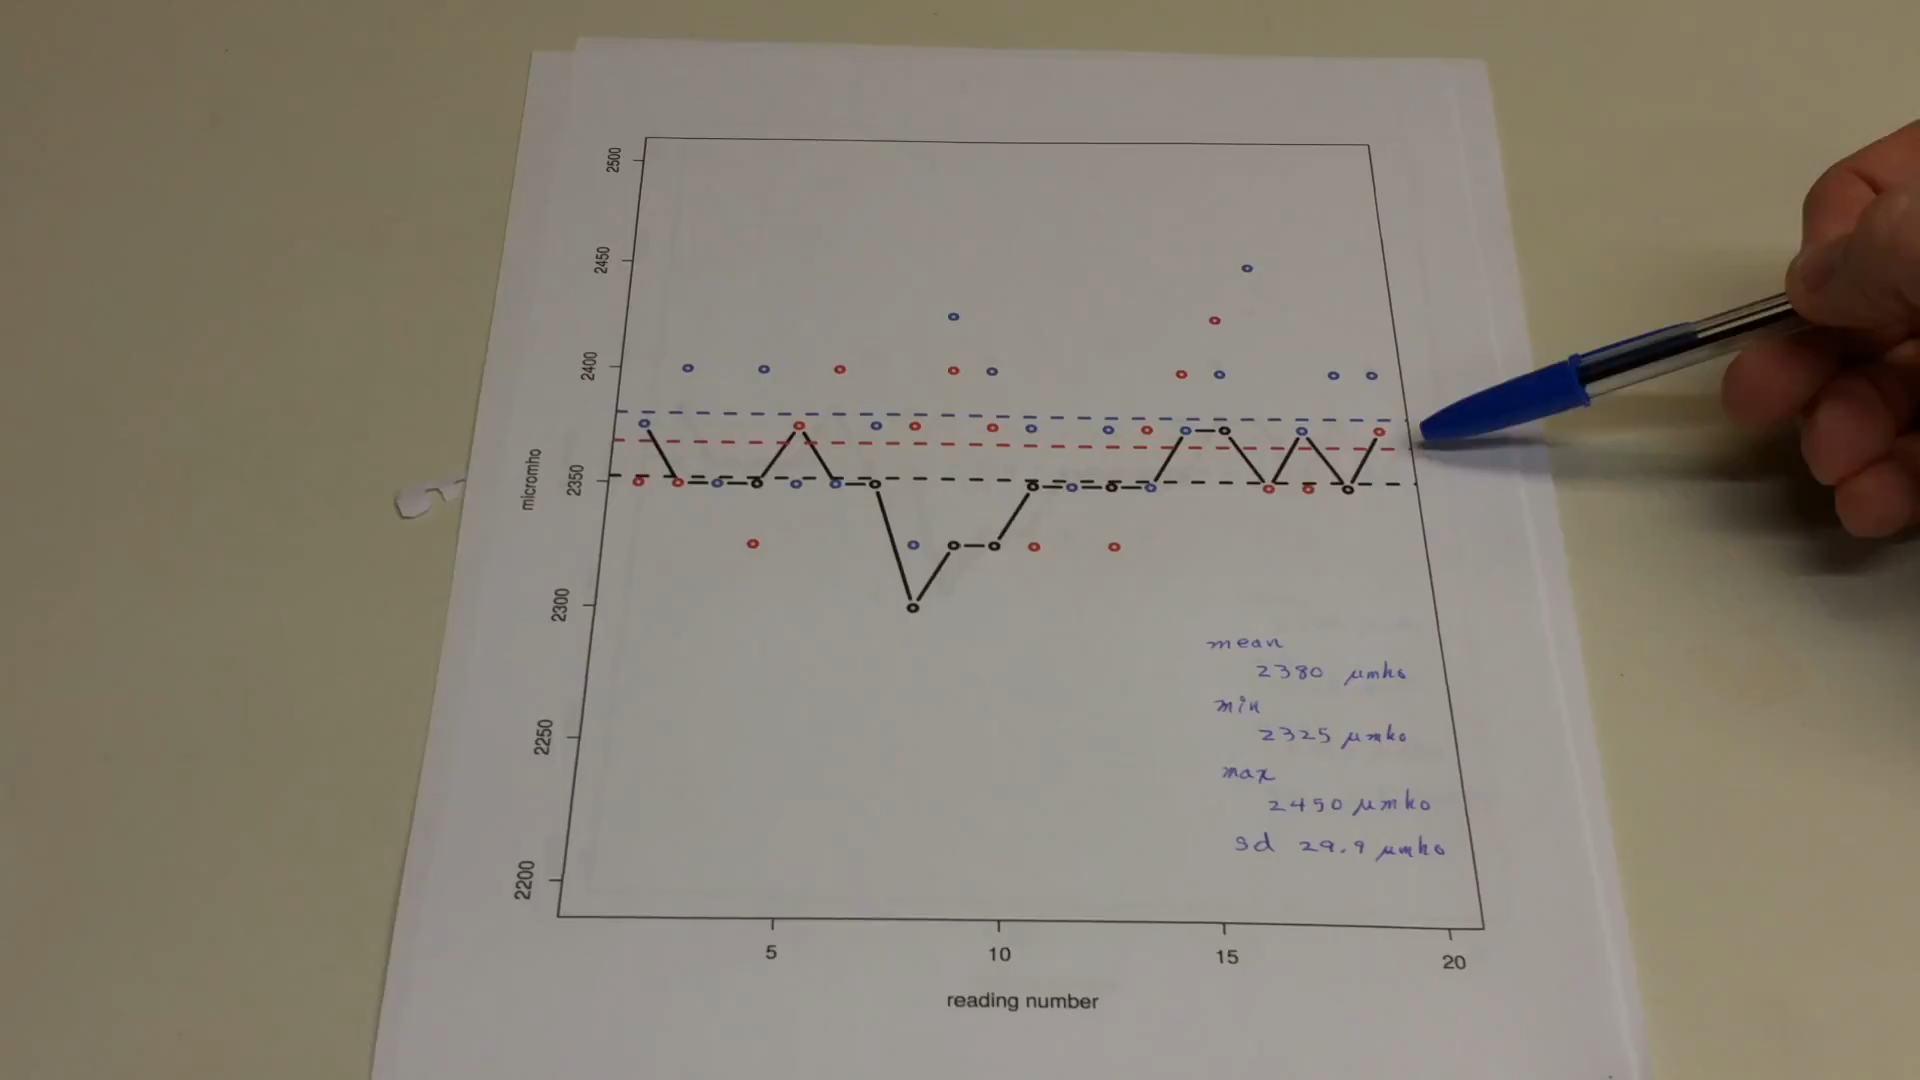 2500
2450
2400
2350
2300
2250
2200
micromho
mean
2380 µmho
min
2325 µmho
max
2450 µmho
sd 29.9 µmho
5 10 15 20
reading number